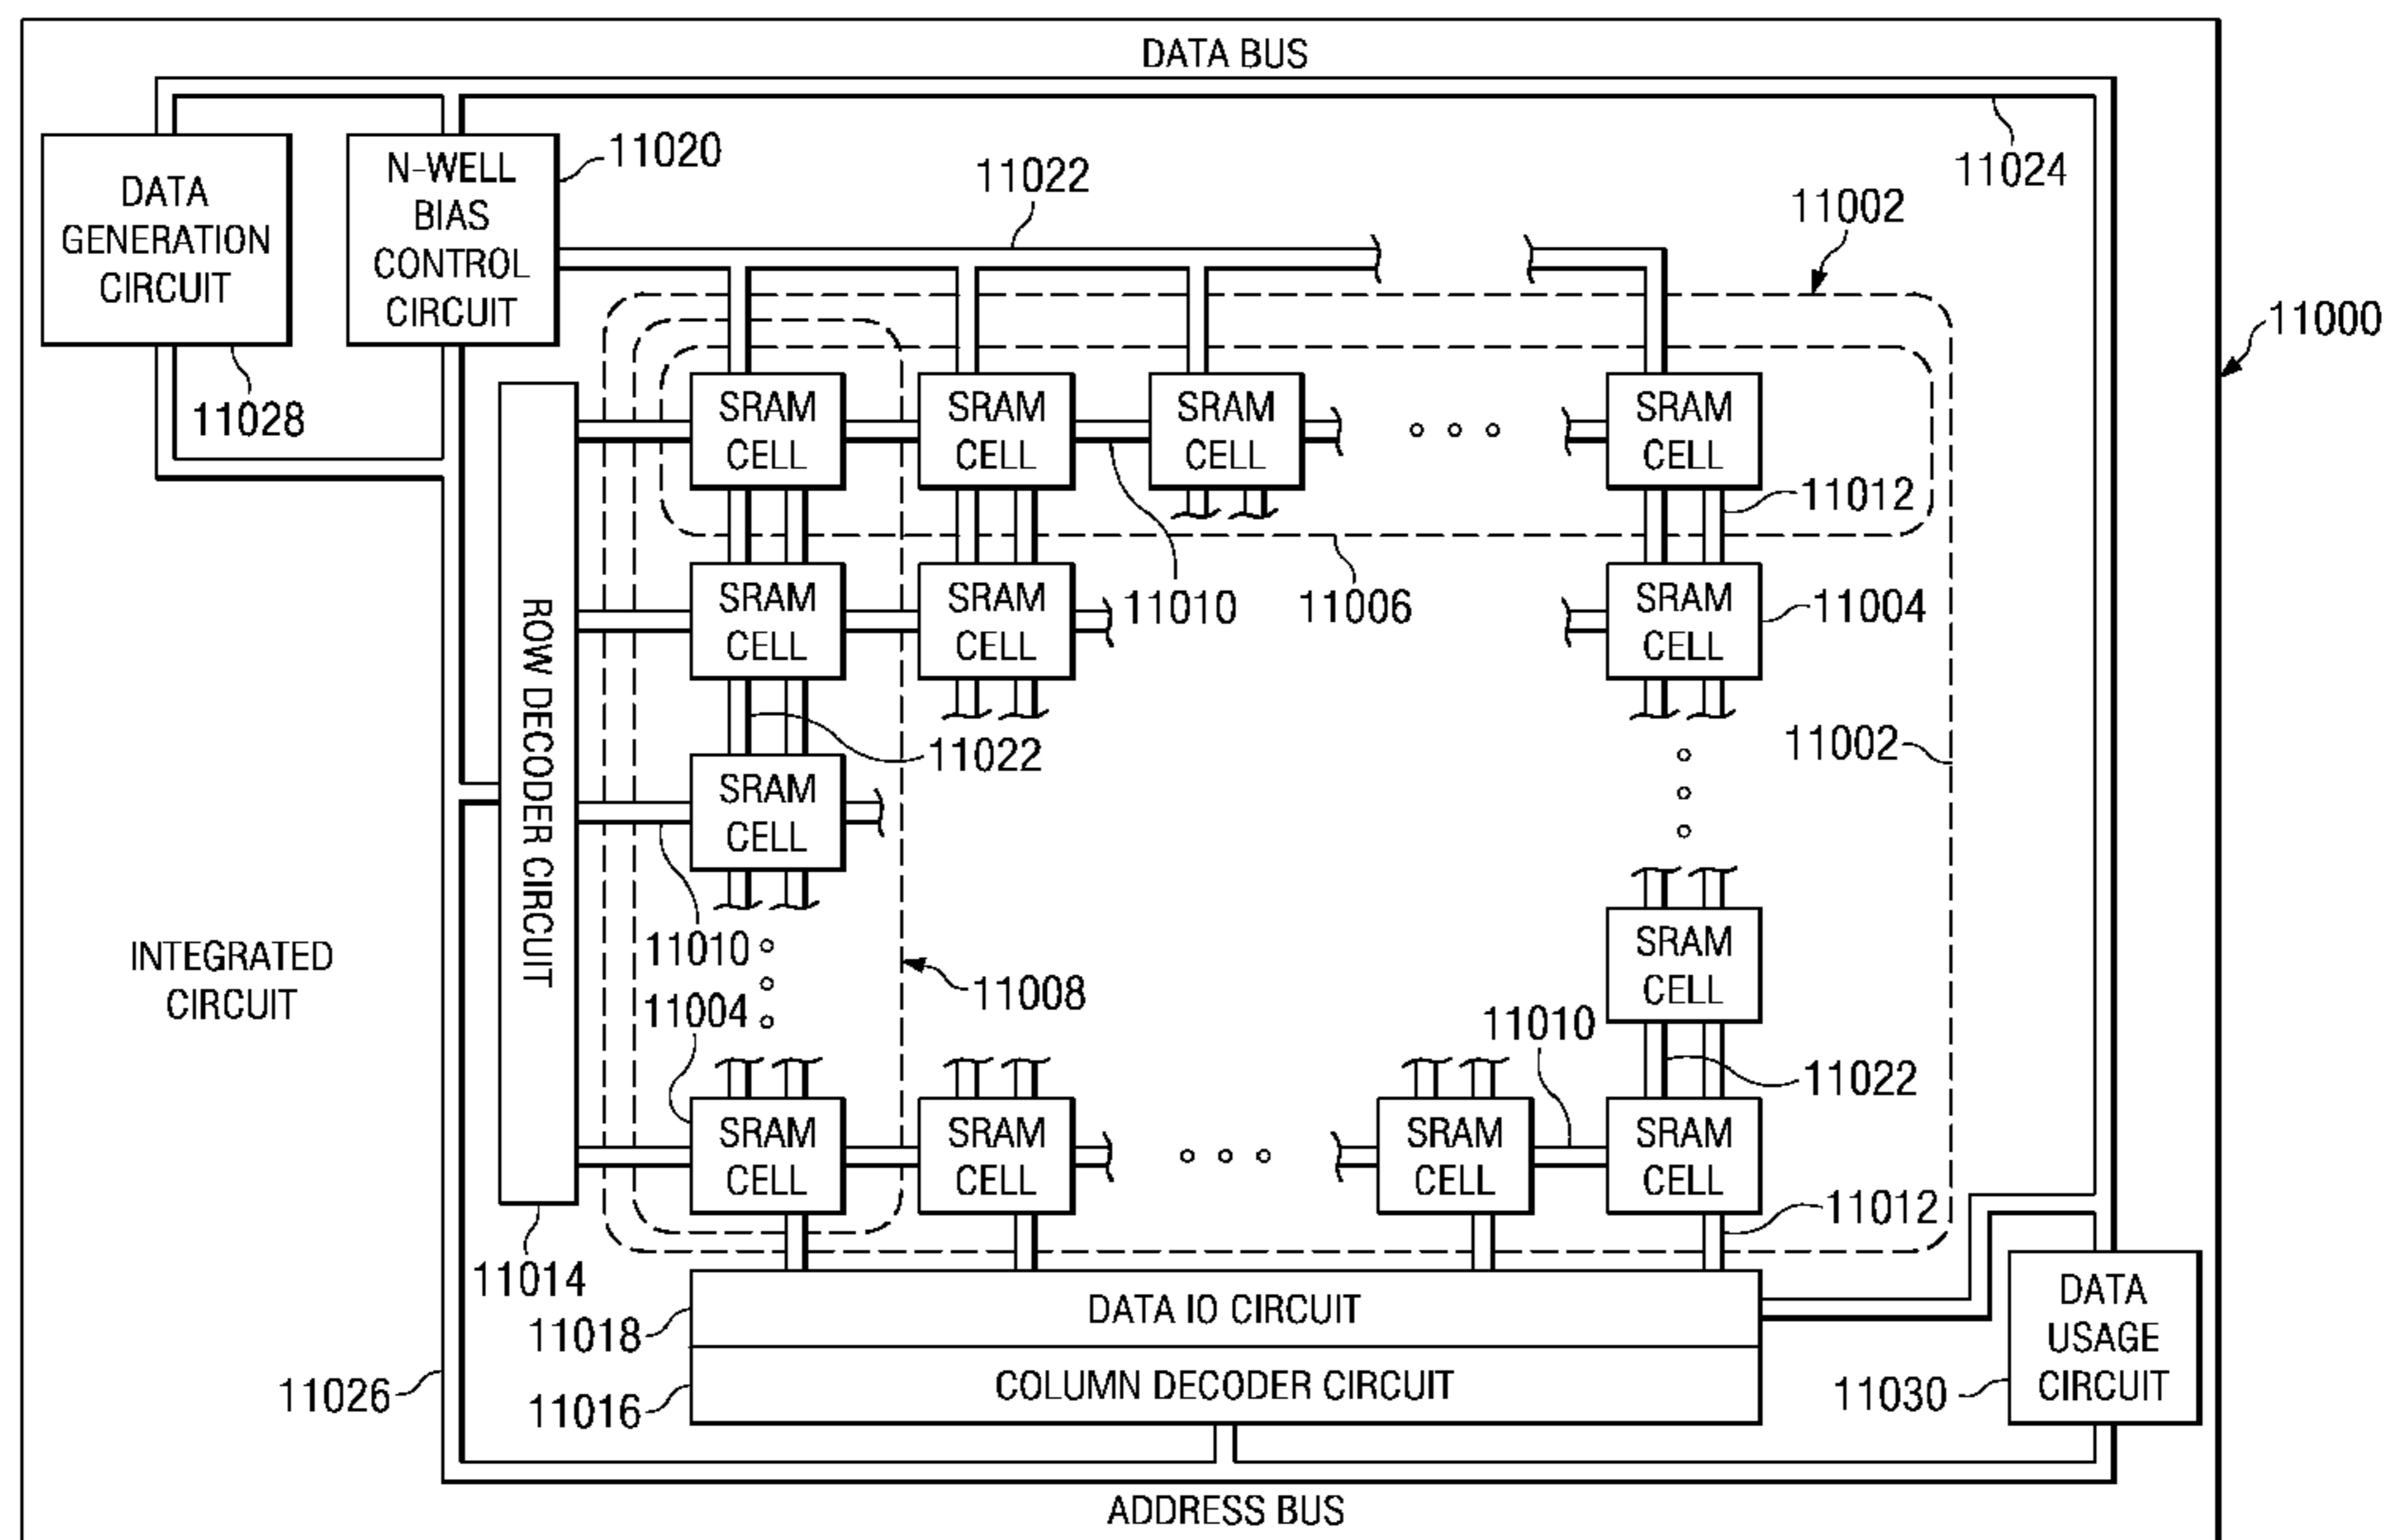 DATA BUS
11024
DATA
GENERATION
CIRCUIT
11028
N-WELL
BIAS
CONTROL
CIRCUIT
11020
11022
11002
11000
SRAM
CELL
SRAM
CELL
SRAM
CELL
SRAM
CELL
11012
11010
11006
SRAM
CELL
SRAM
CELL
SRAM
CELL
11004
ROW DECODER CIRCUIT
11022
11002
SRAM
CELL
11010
INTEGRATED
CIRCUIT
11008
SRAM
CELL
11004
11010
11022
SRAM
CELL
SRAM
CELL
SRAM
CELL
SRAM
CELL
11012
11014
DATA IO CIRCUIT
11018
COLUMN DECODER CIRCUIT
11016
DATA
USAGE
CIRCUIT
11030
11026
ADDRESS BUS